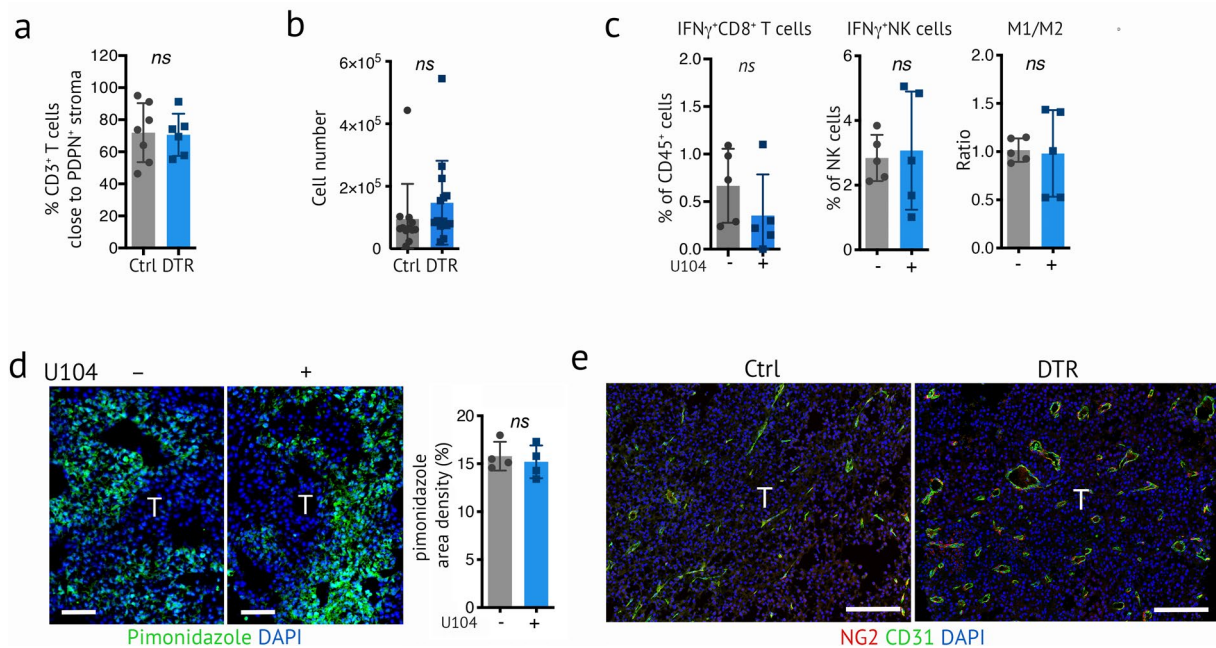 a
ns
% CD3⁺ T cells
close to PDPN⁺ stroma
120
100
80
60
40
20
0
Ctrl DTR
b
ns
Cell number
6×10⁵
4×10⁵
2×10⁵
0
Ctrl DTR
c
IFNγ⁺CD8⁺ T cells
ns
% of CD45⁺ cells
2.0
1.5
1.0
0.5
0.0
U104 - +
IFNγ⁺NK cells
ns
% of NK cells
6
4
2
0
- +
M1/M2
ns
Ratio
2.0
1.5
1.0
0.5
0.0
- +
d
U104 – +
T
T
Pimonidazole DAPI
ns
pimonidazole
area density (%)
20
15
10
5
0
U104 - +
e
Ctrl
DTR
T
T
NG2 CD31 DAPI